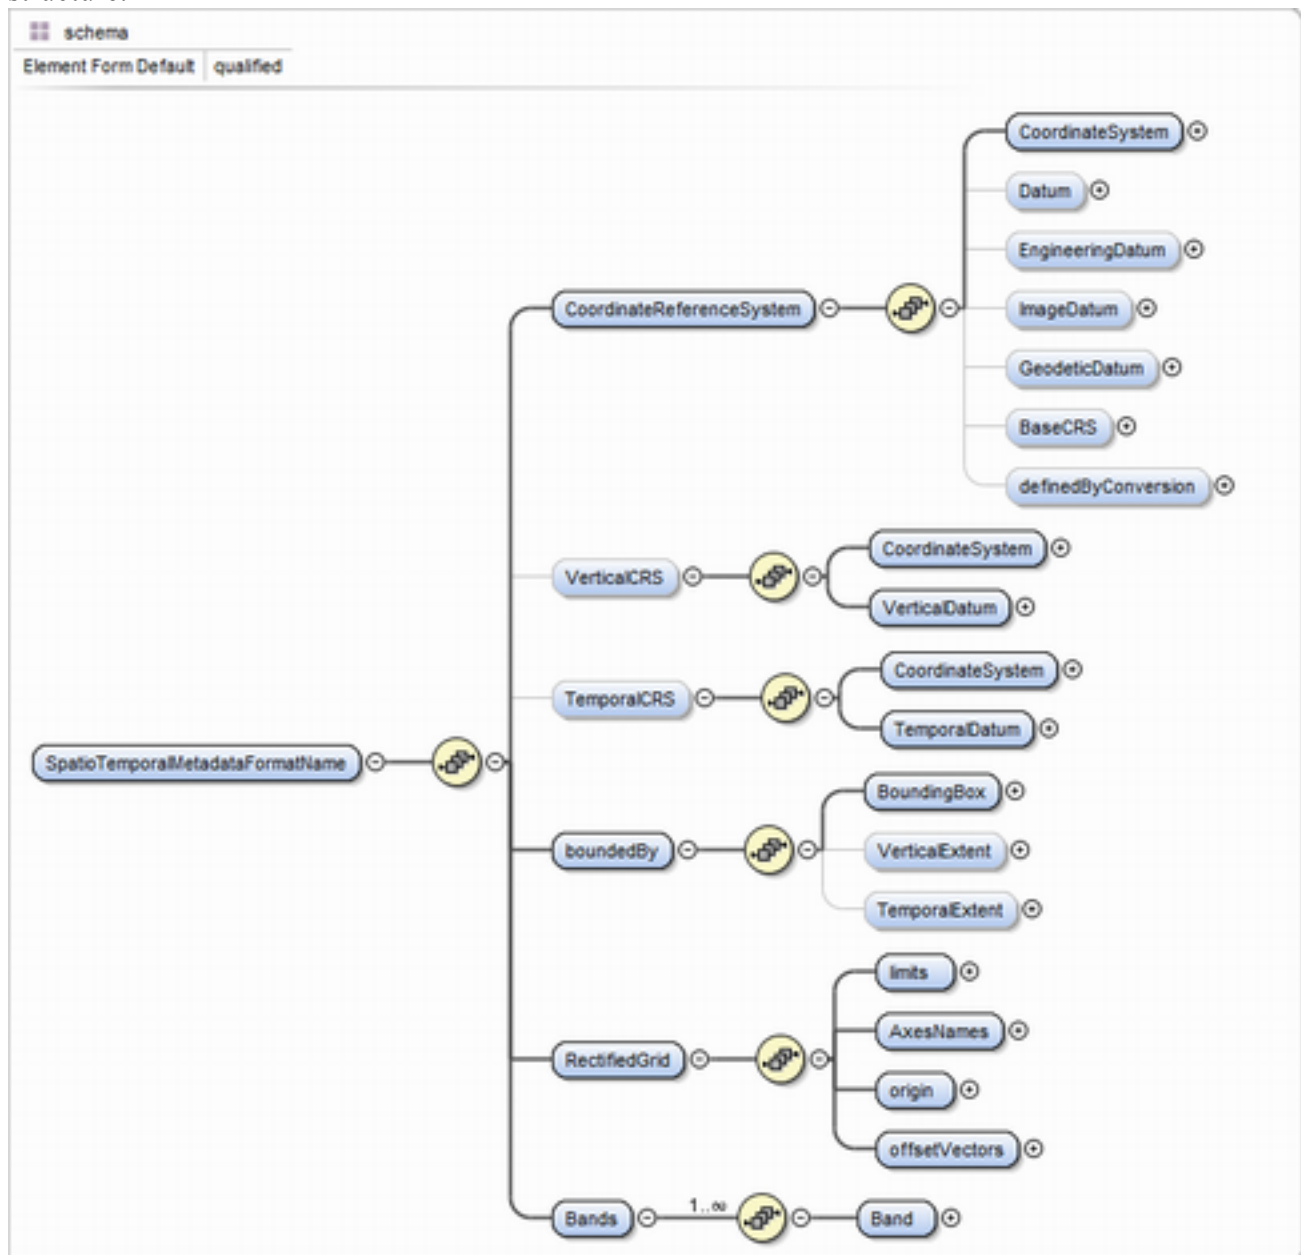 schema
Element Form Default qualified
CoordinateSystem
Datum
EngineeringDatum
CoordinateReferenceSystem
ImageDatum
GeodeticDatum
BaseCRS
definedByConversion
CoordinateSystem
VerticalCRS
VerticalDatum
CoordinateSystem
TemporalCRS
TemporalDatum
SpatioTemporalMetadataFormatName
BoundingBox
boundedBy
VerticalExtent
TemporalExtent
limits
AxesNames
RectifiedGrid
origin
offsetVectors
1..∞
Bands
Band